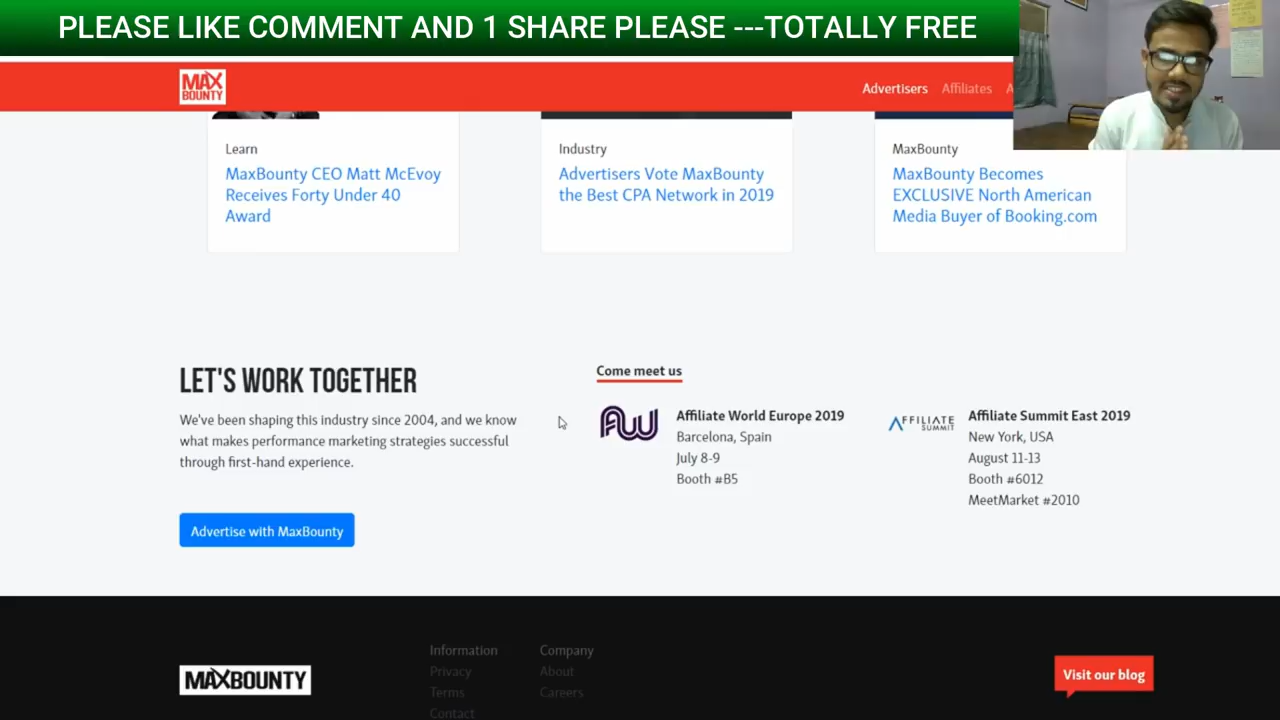 PLEASE LIKE COMMENT AND 1 SHARE PLEASE ---TOTALLY FREE
MAX
BOUNTY
Advertisers
Affiliates
A
Learn
MaxBounty CEO Matt McEvoy
Receives Forty Under 40
Award
Industry
Advertisers Vote MaxBounty
the Best CPA Network in 2019
MaxBounty
MaxBounty Becomes
EXCLUSIVE North American
Media Buyer of Booking.com
LET'S WORK TOGETHER
We've been shaping this industry since 2004, and we know
what makes performance marketing strategies successful
through first-hand experience.
Advertise with MaxBounty
Come meet us
AW
Affiliate World Europe 2019
Barcelona, Spain
July 8-9
Booth #B5
AFFILIATE
SUMMIT
Affiliate Summit East 2019
New York, USA
August 11-13
Booth #6012
MeetMarket #2010
MAXBOUNTY
Information
Privacy
Terms
Contact
Company
About
Careers
Visit our blog